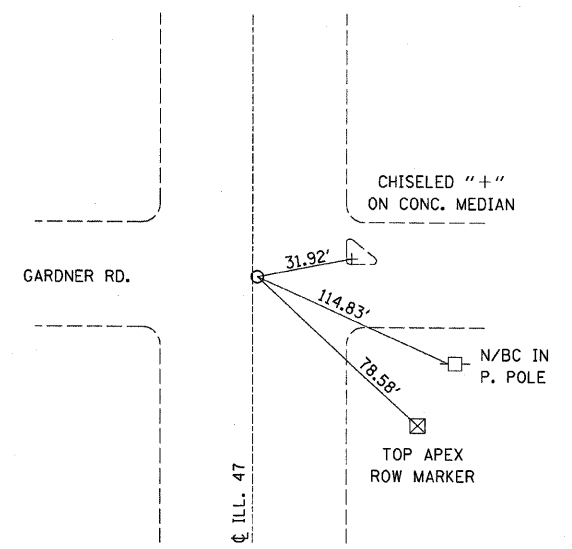 CHISELED "+"
ON CONC. MEDIAN
31.92'
GARDNER RD.
114.83'
N/BC IN
P. POLE
78.58'
TOP APEX
ROW MARKER
℄ ILL. 47